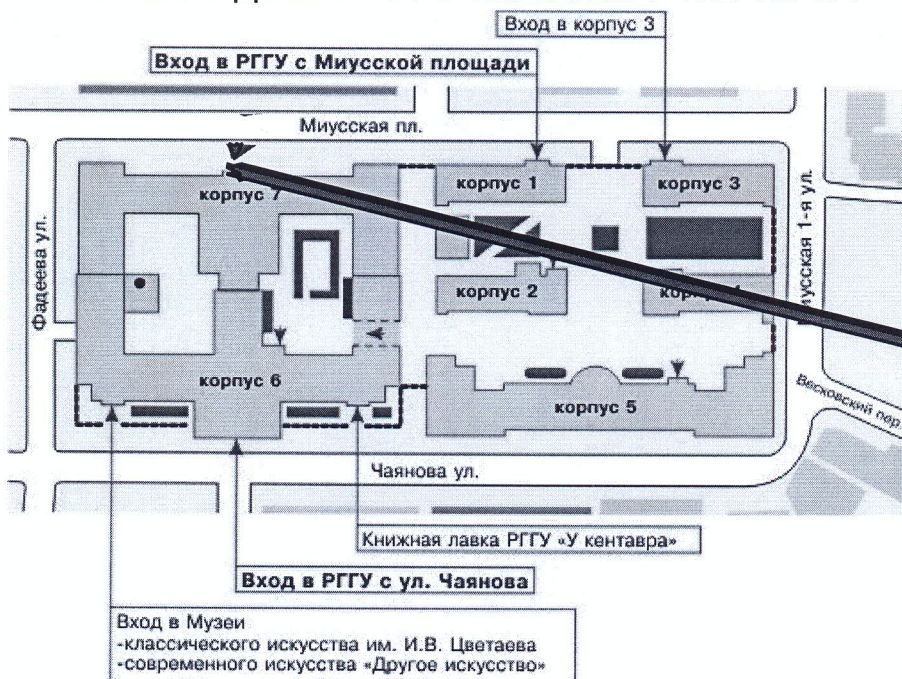 Вход в корпус 3
Вход в РГГУ с Миусской площади
Миусская пл.
корпус 7
корпус 1
корпус 3
Фадеева ул.
Миусская 1-я ул.
корпус 2
корпус 6
корпус 5
Весковский пер.
Чаянова ул.
Книжная лавка РГГУ «У кентавра»
Вход в РГГУ с ул. Чаянова
Вход в Музеи
-классического искусства им. И.В. Цветаева
-современного искусства «Другое искусство»